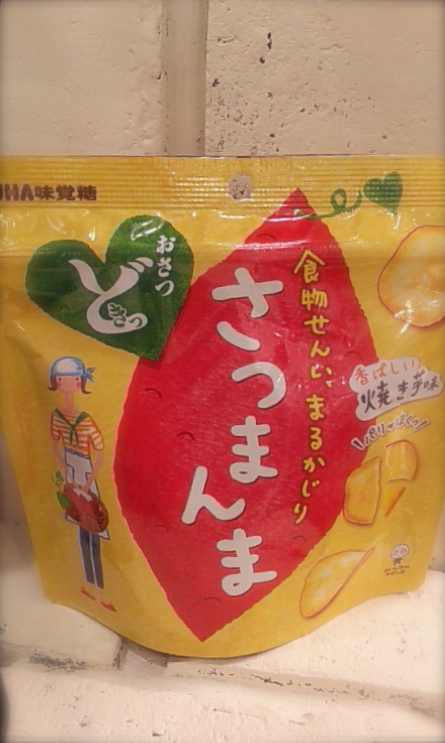 UHA味覚糖
おさつ
どきっ
食物せんい、まるかじり
さつまんま
香ばしい
焼き芋味
パリッほくっ